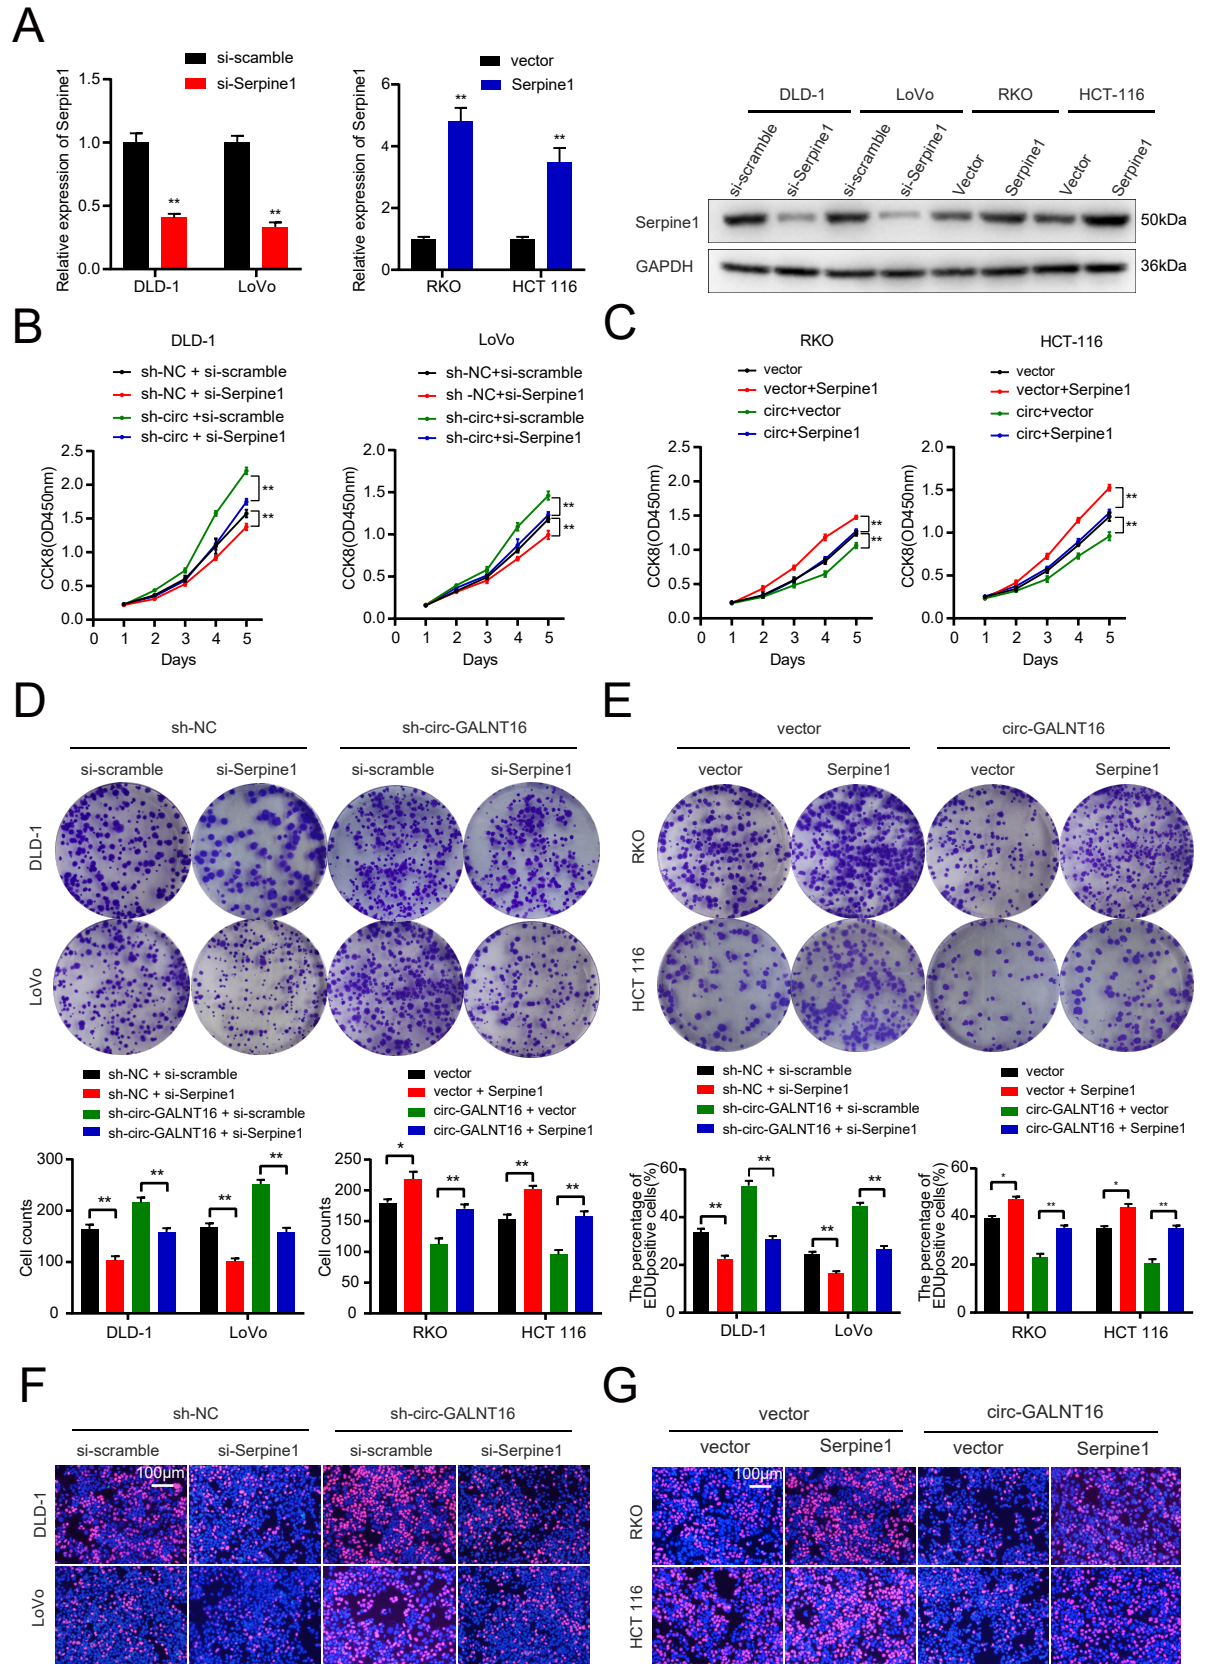 A
si-scamble
si-Serpine1
Relative expression of Serpine1
1.5
1.0
0.5
0.0
**
**
DLD-1
LoVo
vector
Serpine1
Relative expression of Serpine1
6
4
2
0
**
**
RKO
HCT 116
DLD-1
LoVo
RKO
HCT-116
si-scramble
si-Serpine1
si-scramble
si-Serpine1
Vector
Serpine1
Vector
Serpine1
Serpine1
50kDa
GAPDH
36kDa
B
DLD-1
sh-NC + si-scramble
sh-NC + si-Serpine1
sh-circ +si-scramble
sh-circ + si-Serpine1
CCK8(OD450nm)
2.5
2.0
1.5
1.0
0.5
0.0
**
**
0 1 2 3 4 5
Days
LoVo
sh-NC+si-scramble
sh -NC+si-Serpine1
sh-circ+si-scramble
sh-circ+si-Serpine1
CCK8(OD450nm)
2.0
1.5
1.0
0.5
0.0
**
**
0 1 2 3 4 5
Days
C
RKO
vector
vector+Serpine1
circ+vector
circ+Serpine1
CCK8(OD450nm)
2.5
2.0
1.5
1.0
0.5
0.0
**
**
0 1 2 3 4 5
Days
HCT-116
vector
vector+Serpine1
circ+vector
circ+Serpine1
CCK8(OD450nm)
2.0
1.5
1.0
0.5
0.0
**
**
0 1 2 3 4 5
Days
D
sh-NC
sh-circ-GALNT16
si-scramble
si-Serpine1
si-scramble
si-Serpine1
DLD-1
LoVo
sh-NC + si-scramble
sh-NC + si-Serpine1
sh-circ-GALNT16 + si-scramble
sh-circ-GALNT16 + si-Serpine1
Cell counts
300
200
100
0
**
**
**
**
DLD-1
LoVo
vector
vector + Serpine1
circ-GALNT16 + vector
circ-GALNT16 + Serpine1
Cell counts
250
200
150
100
50
0
*
**
**
**
RKO
HCT 116
E
vector
circ-GALNT16
vector
Serpine1
vector
Serpine1
RKO
HCT 116
sh-NC + si-scramble
sh-NC + si-Serpine1
sh-circ-GALNT16 + si-scramble
sh-circ-GALNT16 + si-Serpine1
The percentage of
EDUpositive cells(%)
60
40
20
0
**
**
**
**
DLD-1
LoVo
vector
vector + Serpine1
circ-GALNT16 + vector
circ-GALNT16 + Serpine1
The percentage of
EDUpositive cells(%)
60
40
20
0
*
**
*
**
RKO
HCT 116
F
sh-NC
sh-circ-GALNT16
si-scramble
si-Serpine1
si-scramble
si-Serpine1
100μm
DLD-1
LoVo
G
vector
circ-GALNT16
vector
Serpine1
vector
Serpine1
100μm
RKO
HCT 116